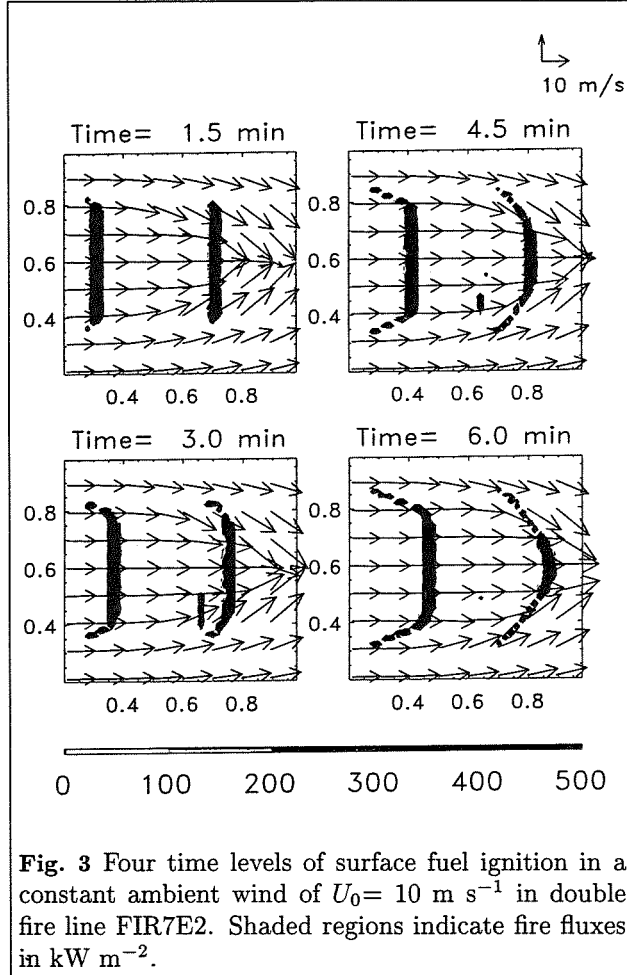 10 m/s
Time= 1.5 min
0.8
0.6
0.4
0.4 0.6 0.8
Time= 4.5 min
0.8
0.6
0.4
0.4 0.6 0.8
Time= 3.0 min
0.8
0.6
0.4
0.4 0.6 0.8
Time= 6.0 min
0.8
0.6
0.4
0.4 0.6 0.8
0 100 200 300 400 500
Fig. 3 Four time levels of surface fuel ignition in a
constant ambient wind of U₀= 10 m s⁻¹ in double
fire line FIR7E2. Shaded regions indicate fire fluxes
in kW m⁻².